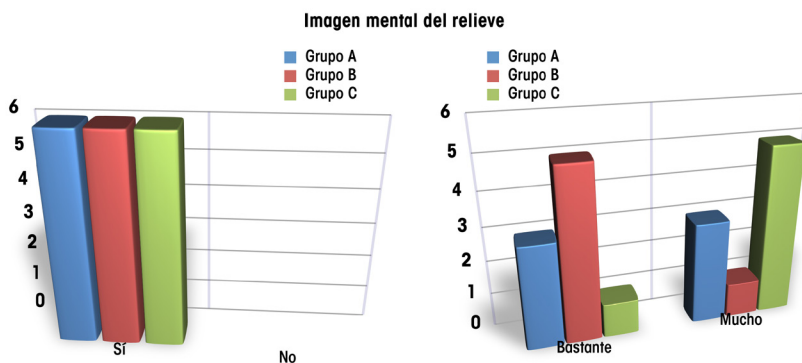 Imagen mental del relieve
Grupo A
Grupo B
Grupo C
6
5
4
3
2
1
0
Sí
No
Grupo A
Grupo B
Grupo C
6
5
4
3
2
1
0
Bastante
Mucho